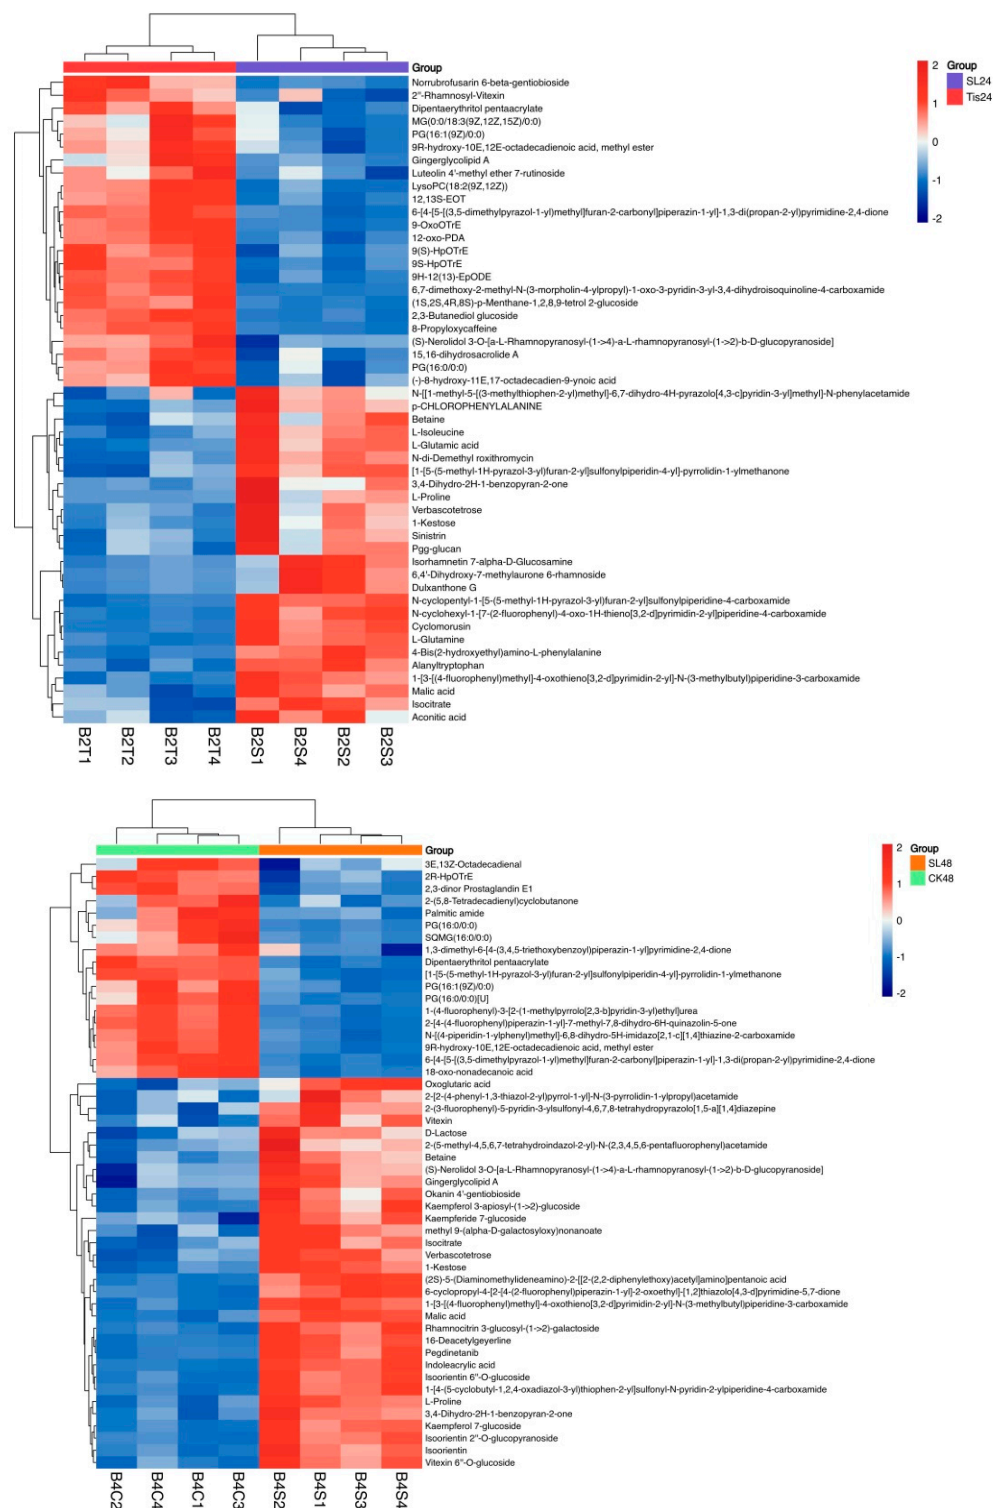 Group
Norrubrofusarin 6-beta-gentiobioside
2"-Rhamnosyl-Vitexin
Dipentaerythritol pentaacrylate
MG(0:0/18:3(9Z,12Z,15Z)/0:0)
PG(16:1(9Z)/0:0)
9R-hydroxy-10E,12E-octadecadienoic acid, methyl ester
Gingerglycolipid A
Luteolin 4'-methyl ether 7-rutinoside
LysoPC(18:2(9Z,12Z))
12,13S-EOT
6-[4-[5-[(3,5-dimethylpyrazol-1-yl)methyl]furan-2-carbonyl]piperazin-1-yl]-1,3-di(propan-2-yl)pyrimidine-2,4-dione
9-OxoOTrE
12-oxo-PDA
9(S)-HpOTrE
9S-HpOTrE
9H-12(13)-EpODE
6,7-dimethoxy-2-methyl-N-(3-morpholin-4-ylpropyl)-1-oxo-3-pyridin-3-yl-3,4-dihydroisoquinoline-4-carboxamide
(1S,2S,4R,8S)-p-Menthane-1,2,8,9-tetrol 2-glucoside
2,3-Butanediol glucoside
8-Propyloxycaffeine
(S)-Nerolidol 3-O-[a-L-Rhamnopyranosyl-(1->4)-a-L-rhamnopyranosyl-(1->2)-b-D-glucopyranoside]
15,16-dihydrosacrolide A
PG(16:0/0:0)
(-)-8-hydroxy-11E,17-octadecadien-9-ynoic acid
N-[[1-methyl-5-[(3-methylthiophen-2-yl)methyl]-6,7-dihydro-4H-pyrazolo[4,3-c]pyridin-3-yl]methyl]-N-phenylacetamide
p-CHLOROPHENYLALANINE
Betaine
L-Isoleucine
L-Glutamic acid
N-di-Demethyl roxithromycin
[1-[5-(5-methyl-1H-pyrazol-3-yl)furan-2-yl]sulfonylpiperidin-4-yl]-pyrrolidin-1-ylmethanone
3,4-Dihydro-2H-1-benzopyran-2-one
L-Proline
Verbascotetrose
1-Kestose
Sinistrin
Pgg-glucan
Isorhamnetin 7-alpha-D-Glucosamine
6,4'-Dihydroxy-7-methylaurone 6-rhamnoside
Dulxanthone G
N-cyclopentyl-1-[5-(5-methyl-1H-pyrazol-3-yl)furan-2-yl]sulfonylpiperidine-4-carboxamide
N-cyclohexyl-1-[7-(2-fluorophenyl)-4-oxo-1H-thieno[3,2-d]pyrimidin-2-yl]piperidine-4-carboxamide
Cyclomorusin
L-Glutamine
4-Bis(2-hydroxyethyl)amino-L-phenylalanine
Alanyltryptophan
1-[3-[(4-fluorophenyl)methyl]-4-oxothieno[3,2-d]pyrimidin-2-yl]-N-(3-methylbutyl)piperidine-3-carboxamide
Malic acid
Isocitrate
Aconitic acid
B2T1 B2T2 B2T3 B2T4 B2S1 B2S4 B2S2 B2S3
2
1
0
-1
-2
Group
SL24
Tis24
Group
3E,13Z-Octadecadienal
2R-HpOTrE
2,3-dinor Prostaglandin E1
2-(5,8-Tetradecadienyl)cyclobutanone
Palmitic amide
PG(16:0/0:0)
SQMG(16:0/0:0)
1,3-dimethyl-6-[4-(3,4,5-triethoxybenzoyl)piperazin-1-yl]pyrimidine-2,4-dione
Dipentaerythritol pentaacrylate
[1-[5-(5-methyl-1H-pyrazol-3-yl)furan-2-yl]sulfonylpiperidin-4-yl]-pyrrolidin-1-ylmethanone
PG(16:1(9Z)/0:0)
PG(16:0/0:0)[U]
1-(4-fluorophenyl)-3-[2-(1-methylpyrrolo[2,3-b]pyridin-3-yl)ethyl]urea
2-[4-(4-fluorophenyl)piperazin-1-yl]-7-methyl-7,8-dihydro-6H-quinazolin-5-one
N-[(4-piperidin-1-ylphenyl)methyl]-6,8-dihydro-5H-imidazo[2,1-c][1,4]thiazine-2-carboxamide
9R-hydroxy-10E,12E-octadecadienoic acid, methyl ester
6-[4-[5-[(3,5-dimethylpyrazol-1-yl)methyl]furan-2-carbonyl]piperazin-1-yl]-1,3-di(propan-2-yl)pyrimidine-2,4-dione
18-oxo-nonadecanoic acid
Oxoglutaric acid
2-[2-(4-phenyl-1,3-thiazol-2-yl)pyrrol-1-yl]-N-(3-pyrrolidin-1-ylpropyl)acetamide
2-(3-fluorophenyl)-5-pyridin-3-ylsulfonyl-4,6,7,8-tetrahydropyrazolo[1,5-a][1,4]diazepine
Vitexin
D-Lactose
2-(5-methyl-4,5,6,7-tetrahydroindazol-2-yl)-N-(2,3,4,5,6-pentafluorophenyl)acetamide
Betaine
(S)-Nerolidol 3-O-[a-L-Rhamnopyranosyl-(1->4)-a-L-rhamnopyranosyl-(1->2)-b-D-glucopyranoside]
Gingerglycolipid A
Okanin 4'-gentiobioside
Kaempferol 3-apiosyl-(1->2)-glucoside
Kaempferide 7-glucoside
methyl 9-(alpha-D-galactosyloxy)nonanoate
Isocitrate
Verbascotetrose
1-Kestose
(2S)-5-(Diaminomethylideneamino)-2-[[2-(2,2-diphenylethoxy)acetyl]amino]pentanoic acid
6-cyclopropyl-4-[2-[4-(2-fluorophenyl)piperazin-1-yl]-2-oxoethyl]-[1,2]thiazolo[4,3-d]pyrimidine-5,7-dione
1-[3-[(4-fluorophenyl)methyl]-4-oxothieno[3,2-d]pyrimidin-2-yl]-N-(3-methylbutyl)piperidine-3-carboxamide
Malic acid
Rhamnocitrin 3-glucosyl-(1->2)-galactoside
16-Deacetylgeyerline
Pegdinetanib
Indoleacrylic acid
Isoorientin 6"-O-glucoside
1-[4-(5-cyclobutyl-1,2,4-oxadiazol-3-yl)thiophen-2-yl]sulfonyl-N-pyridin-2-ylpiperidine-4-carboxamide
L-Proline
3,4-Dihydro-2H-1-benzopyran-2-one
Kaempferol 7-glucoside
Isoorientin 2"-O-glucopyranoside
Isoorientin
Vitexin 6"-O-glucoside
B4C2 B4C4 B4C1 B4C3 B4S2 B4S1 B4S3 B4S4
2
1
0
-1
-2
Group
SL48
CK48